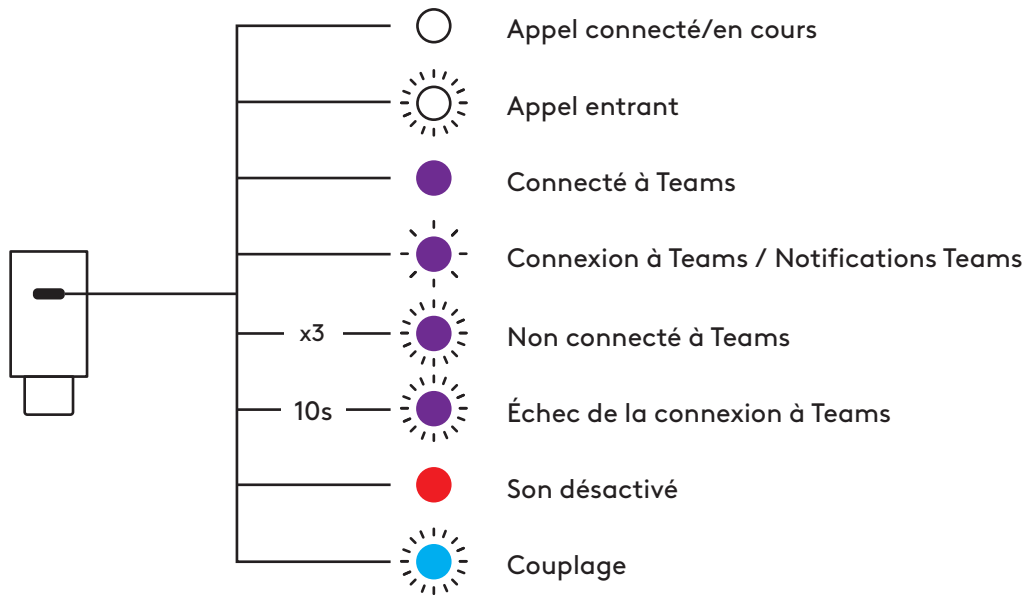 Appel connecté/en cours
Appel entrant
Connecté à Teams
Connexion à Teams / Notifications Teams
x3 Non connecté à Teams
10s Échec de la connexion à Teams
Son désactivé
Couplage